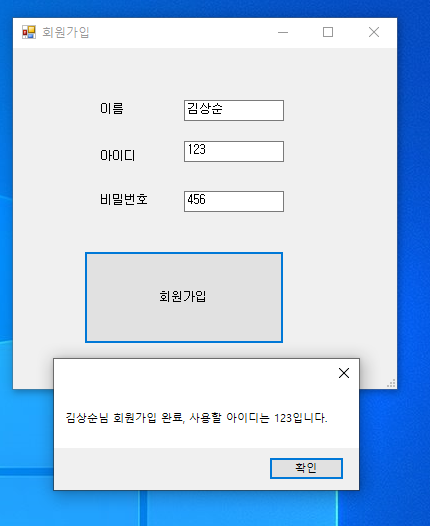 회원가입
이름
김상순
아이디
123
비밀번호
456
회원가입
김상순님 회원가입 완료, 사용할 아이디는 123입니다.
확인